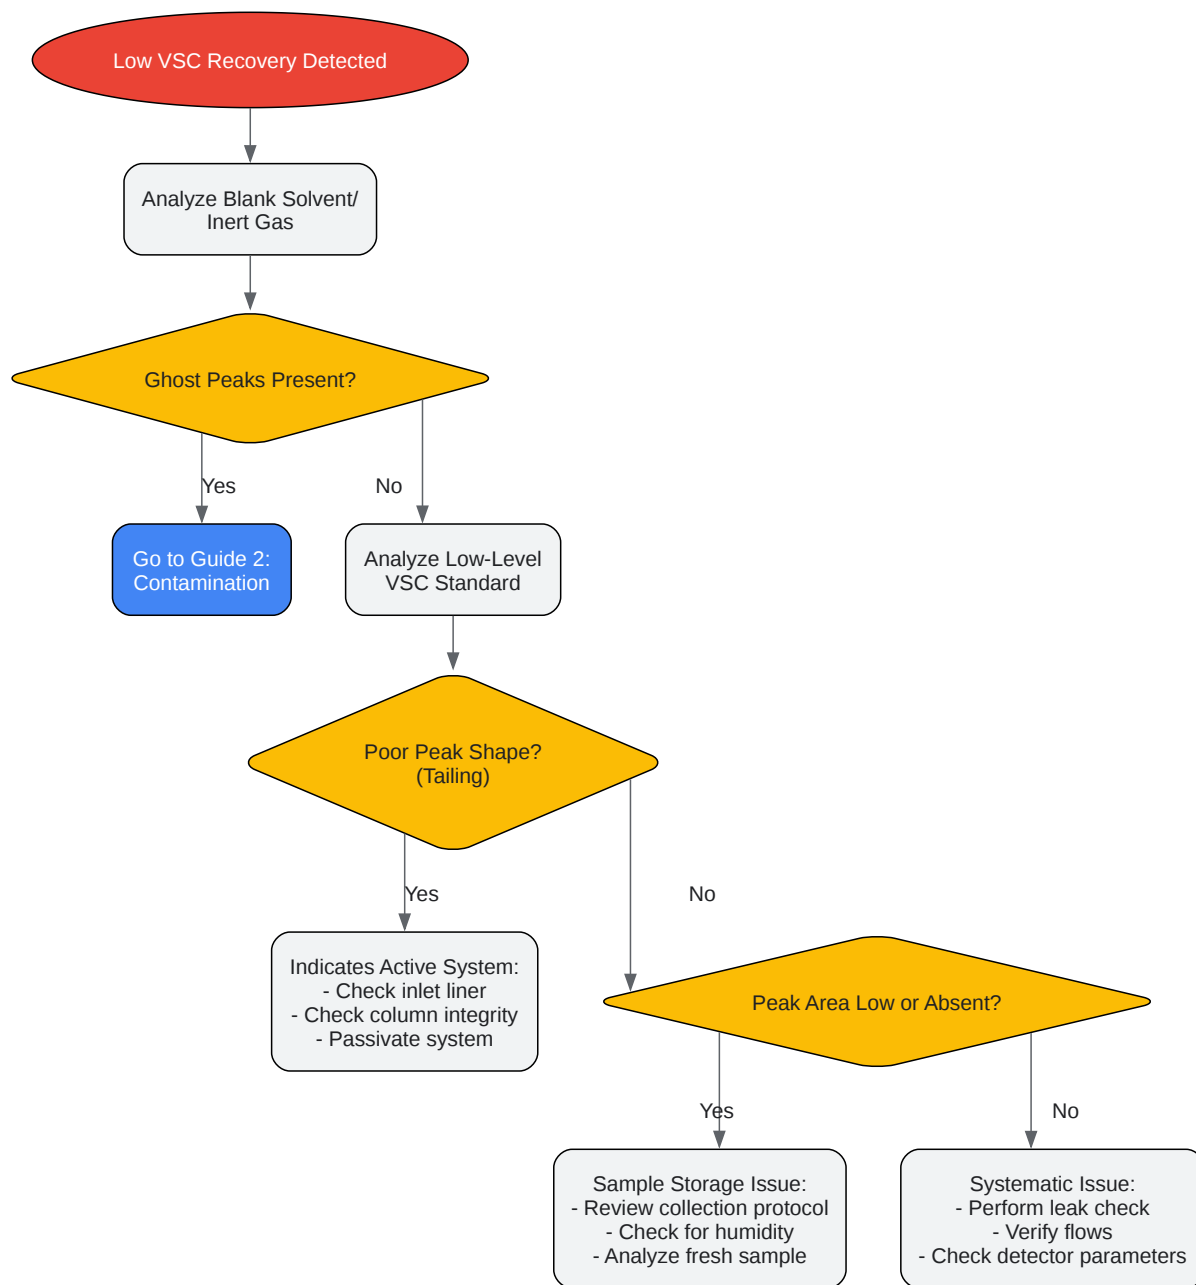 Low VSC Recovery Detected
Analyze Blank Solvent/
Inert Gas
Ghost Peaks Present?
Yes
No
Go to Guide 2:
Contamination
Analyze Low-Level
VSC Standard
Poor Peak Shape?
(Tailing)
Yes
No
Indicates Active System:
- Check inlet liner
- Check column integrity
- Passivate system
Peak Area Low or Absent?
Yes
No
Sample Storage Issue:
- Review collection protocol
- Check for humidity
- Analyze fresh sample
Systematic Issue:
- Perform leak check
- Verify flows
- Check detector parameters